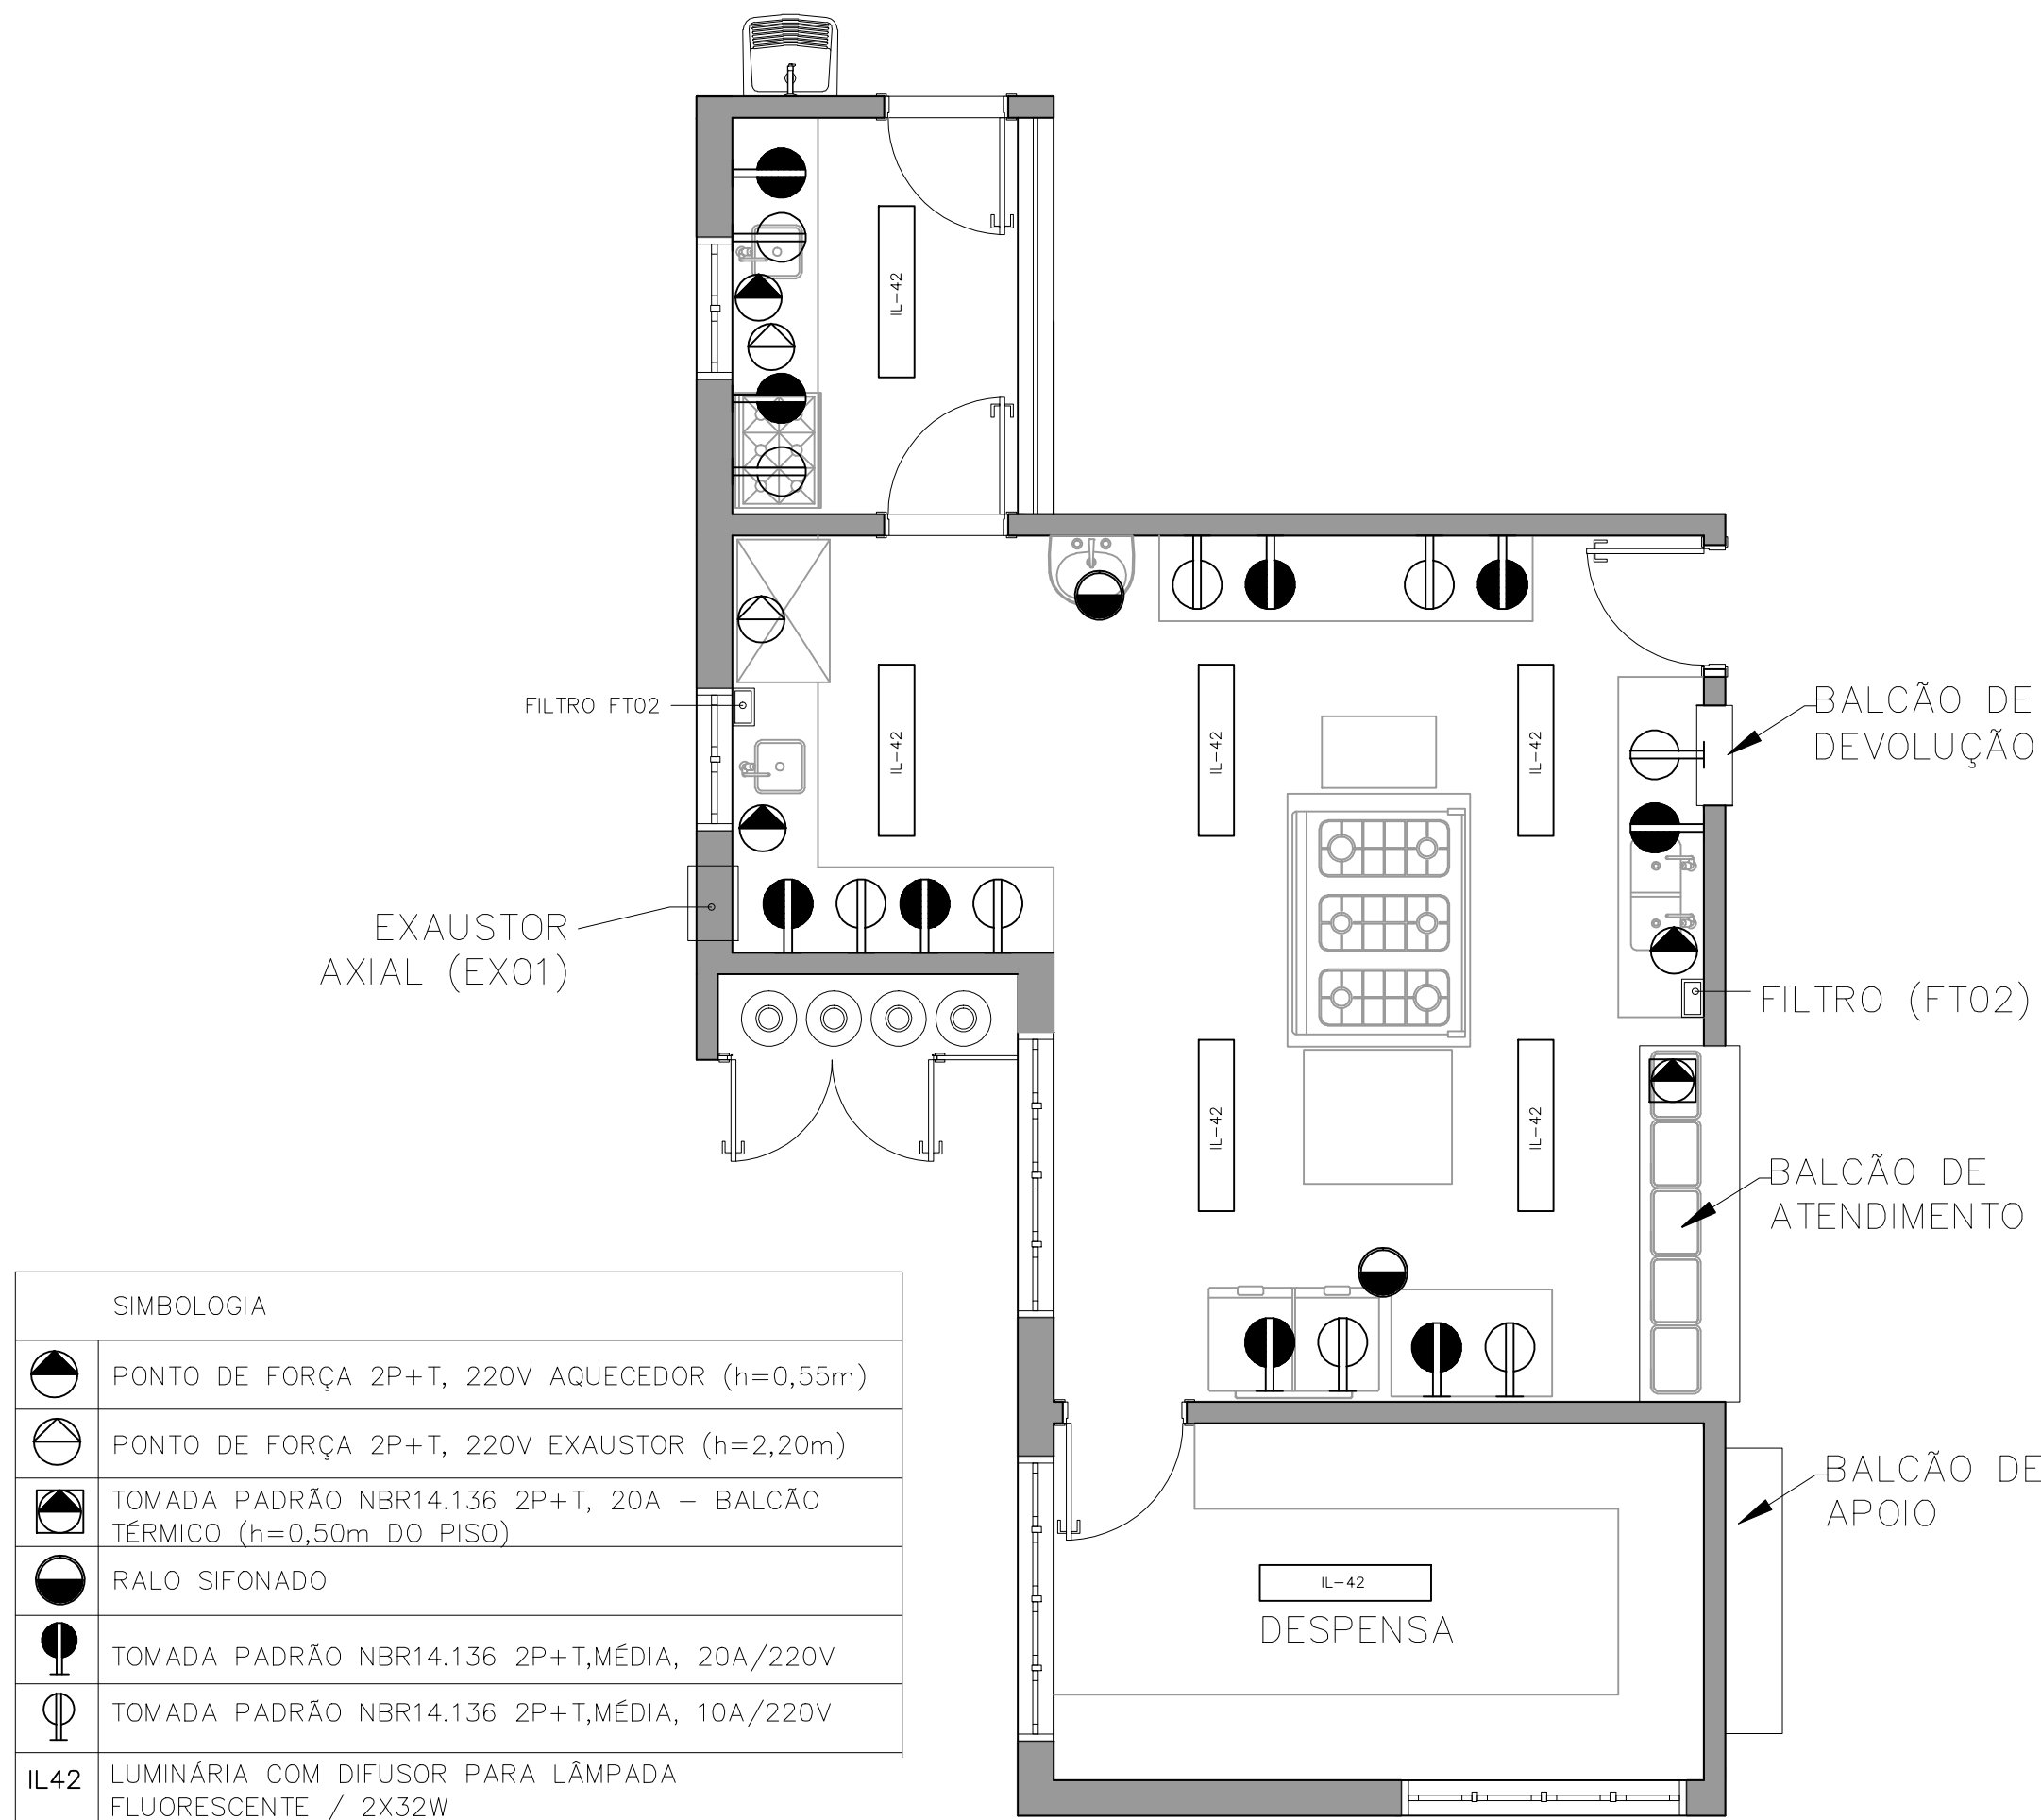 IL-42
FILTRO FT02
IL-42
IL-42
IL-42
BALCÃO DE
DEVOLUÇÃO
EXAUSTOR
AXIAL (EX01)
FILTRO (FT02)
IL-42
IL-42
BALCÃO DE
ATENDIMENTO
BALCÃO DE
APOIO
IL-42
DESPENSA
SIMBOLOGIA
PONTO DE FORÇA 2P+T, 220V AQUECEDOR (h=0,55m)
PONTO DE FORÇA 2P+T, 220V EXAUSTOR (h=2,20m)
TOMADA PADRÃO NBR14.136 2P+T, 20A – BALCÃO
TÉRMICO (h=0,50m DO PISO)
RALO SIFONADO
TOMADA PADRÃO NBR14.136 2P+T,MÉDIA, 20A/220V
TOMADA PADRÃO NBR14.136 2P+T,MÉDIA, 10A/220V
IL42 LUMINÁRIA COM DIFUSOR PARA LÂMPADA
FLUORESCENTE / 2X32W